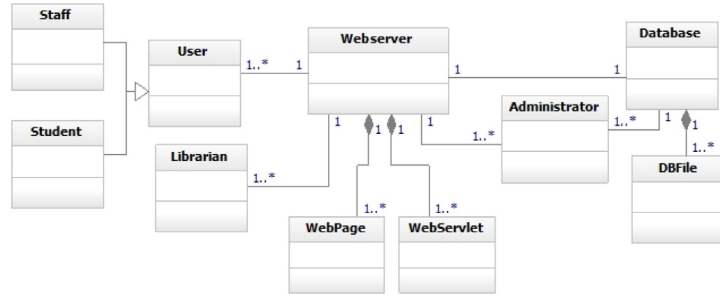 Staff
User
Webserver
Database
1..*
1
1
1
Administrator
Student
1
1
1
1
1..*
1..*
1
1
Librarian
1..*
1..*
DBFile
1..*
1..*
WebPage
WebServlet